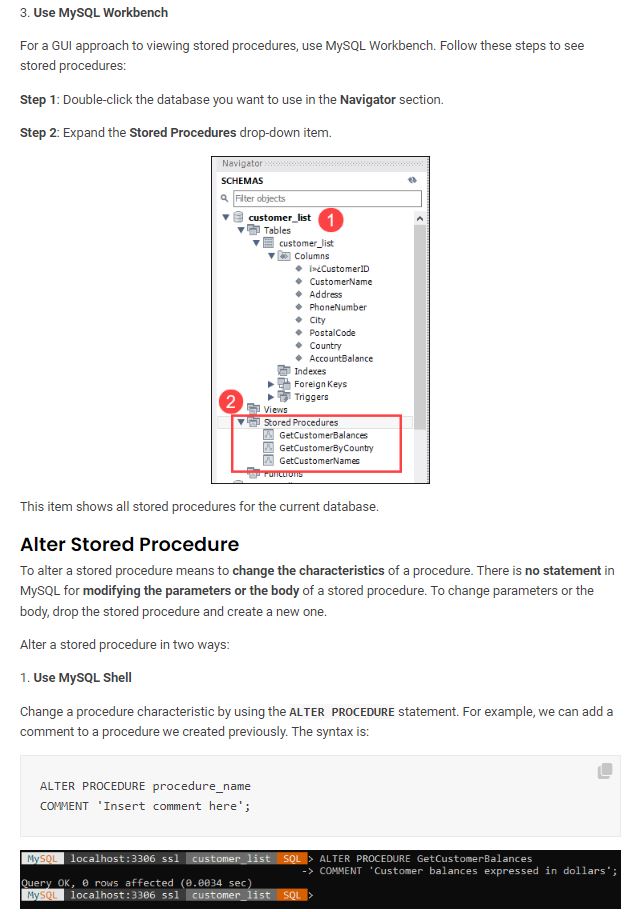 3. Use MySQL Workbench
For a GUI approach to viewing stored procedures, use MySQL Workbench. Follow these steps to see
stored procedures:
Step 1: Double-click the database you want to use in the Navigator section.
Step 2: Expand the Stored Procedures drop-down item.
Navigator
SCHEMAS
Filter objects
customer_list 1
Tables
customer_list
Columns
ï»¿CustomerID
CustomerName
Address
PhoneNumber
City
PostalCode
Country
AccountBalance
Indexes
Foreign Keys
Triggers
2
Views
Stored Procedures
GetCustomerBalances
GetCustomerByCountry
GetCustomerNames
Functions
This item shows all stored procedures for the current database.
Alter Stored Procedure
To alter a stored procedure means to change the characteristics of a procedure. There is no statement in
MySQL for modifying the parameters or the body of a stored procedure. To change parameters or the
body, drop the stored procedure and create a new one.
Alter a stored procedure in two ways:
1. Use MySQL Shell
Change a procedure characteristic by using the ALTER PROCEDURE statement. For example, we can add a
comment to a procedure we created previously. The syntax is:
ALTER PROCEDURE procedure_name
COMMENT 'Insert comment here';
MySQL localhost:3306 ssl customer_list SQL > ALTER PROCEDURE GetCustomerBalances
-> COMMENT 'Customer balances expressed in dollars';
Query OK, 0 rows affected (0.0034 sec)
MySQL localhost:3306 ssl customer_list SQL >